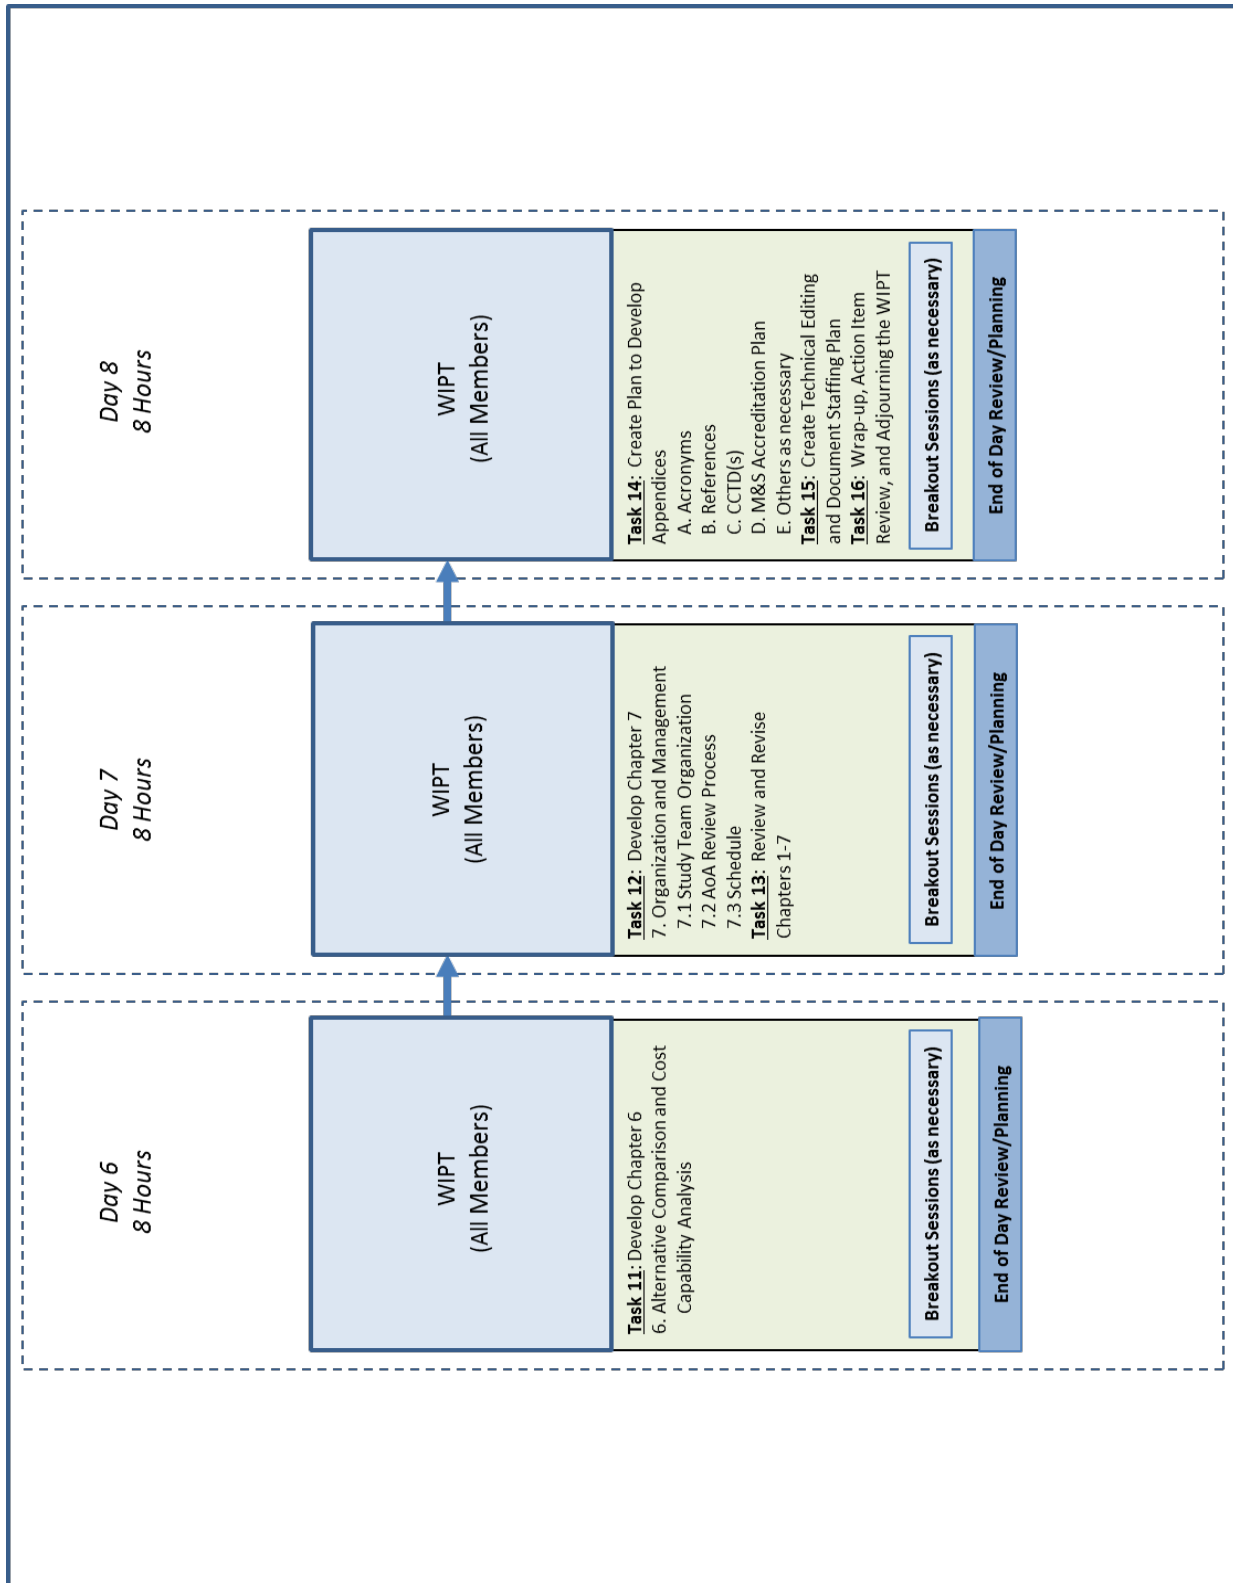 Day 6
8 Hours
WIPT
(All Members)
Task 11: Develop Chapter 6
6. Alternative Comparison and Cost
Capability Analysis
Breakout Sessions (as necessary)
End of Day Review/Planning
Day 7
8 Hours
WIPT
(All Members)
Task 12: Develop Chapter 7
7. Organization and Management
7.1 Study Team Organization
7.2 AoA Review Process
7.3 Schedule
Task 13: Review and Revise
Chapters 1-7
Breakout Sessions (as necessary)
End of Day Review/Planning
Day 8
8 Hours
WIPT
(All Members)
Task 14: Create Plan to Develop
Appendices
A. Acronyms
B. References
C. CCTD(s)
D. M&S Accreditation Plan
E. Others as necessary
Task 15: Create Technical Editing
and Document Staffing Plan
Task 16: Wrap-up, Action Item
Review, and Adjourning the WIPT
Breakout Sessions (as necessary)
End of Day Review/Planning